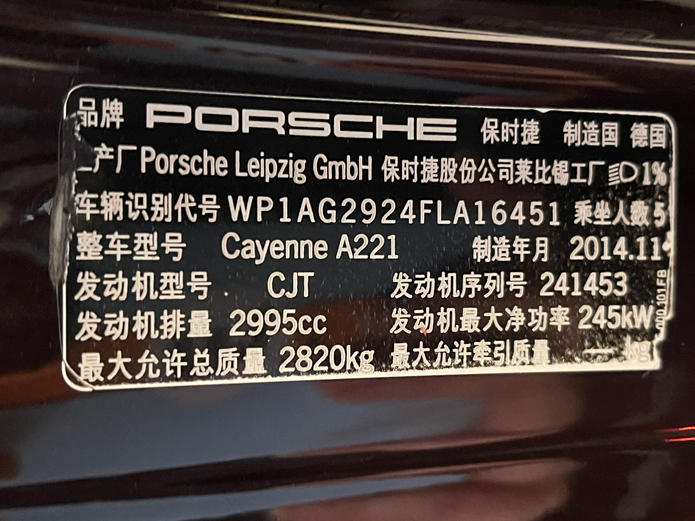 品牌 PORSCHE 保时捷 制造国 德国
产厂 Porsche Leipzig GmbH 保时捷股份公司莱比锡工厂 1%
车辆识别代号 WP1AG2924FLA16451 乘坐人数 5
整车型号 Cayenne A221 制造年月 2014.11
发动机型号 CJT 发动机序列号 241453
发动机排量 2995cc 发动机最大净功率 245kW
最大允许总质量 2820kg 最大允许牵引质量 — kg